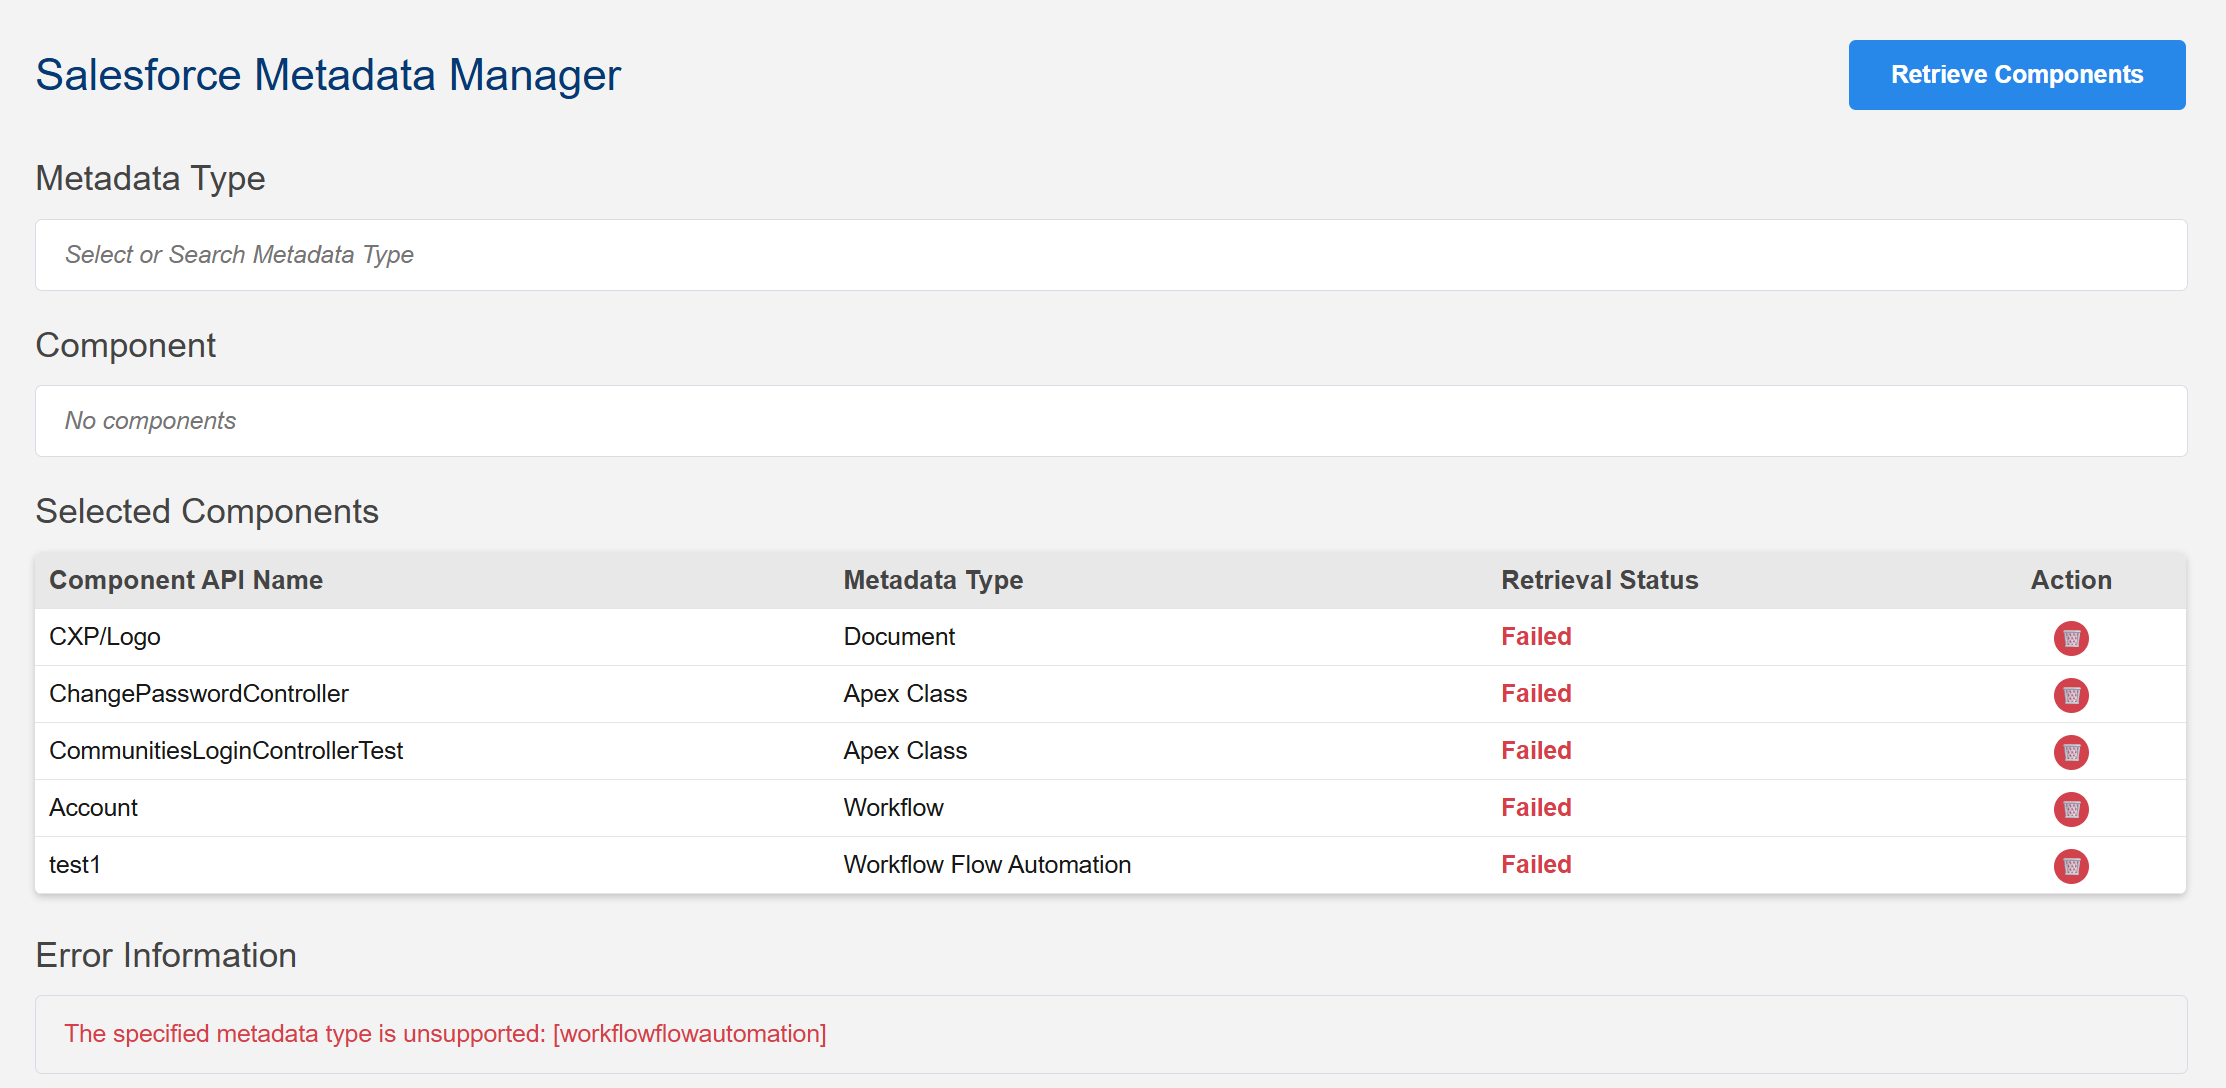 Salesforce Metadata Manager
Retrieve Components
Metadata Type
Select or Search Metadata Type
Component
No components
Selected Components
Component API Name Metadata Type Retrieval Status Action
CXP/Logo Document Failed
ChangePasswordController Apex Class Failed
CommunitiesLoginControllerTest Apex Class Failed
Account Workflow Failed
test1 Workflow Flow Automation Failed
Error Information
The specified metadata type is unsupported: [workflowflowautomation]